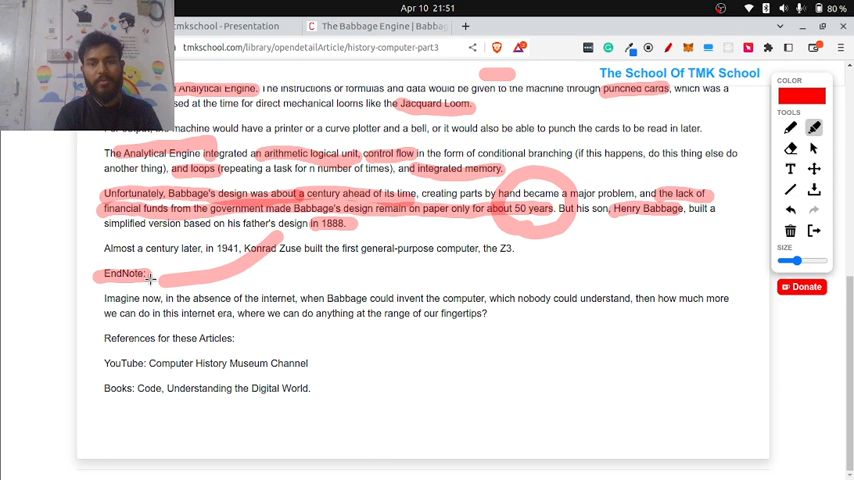 Apr 10 21:51
80 %
tmkschool.com - Presentation
The Babbage Engine | Babbag
tmkschool.com/library/opendetailArticle/history-computer-part3
The School Of TMK School
Analytical Engine. The instructions or formulas and data would be given to the machine through punched cards, which was a
sed at the time for direct mechanical looms like the Jacquard Loom.
the machine would have a printer or a curve plotter and a bell, or it would also be able to punch the cards to be read in later.
The Analytical Engine integrated an arithmetic logical unit, control flow in the form of conditional branching (if this happens, do this thing else do
another thing), and loops (repeating a task for n number of times), and integrated memory.
Unfortunately, Babbage's design was about a century ahead of its time, creating parts by hand became a major problem, and the lack of
financial funds from the government made Babbage's design remain on paper only for about 50 years. But his son, Henry Babbage, built a
simplified version based on his father's design in 1888.
Almost a century later, in 1941, Konrad Zuse built the first general-purpose computer, the Z3.
EndNote:
Imagine now, in the absence of the internet, when Babbage could invent the computer, which nobody could understand, then how much more
we can do in this internet era, where we can do anything at the range of our fingertips?
References for these Articles:
YouTube: Computer History Museum Channel
Books: Code, Understanding the Digital World.
COLOR
TOOLS
T
SIZE
Donate